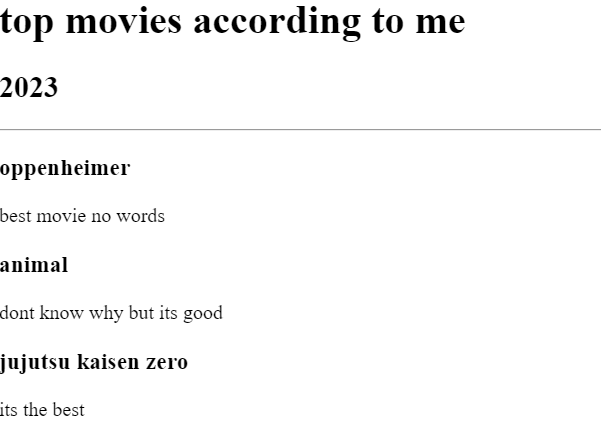 top movies according to me
2023
oppenheimer
best movie no words
animal
dont know why but its good
jujutsu kaisen zero
its the best